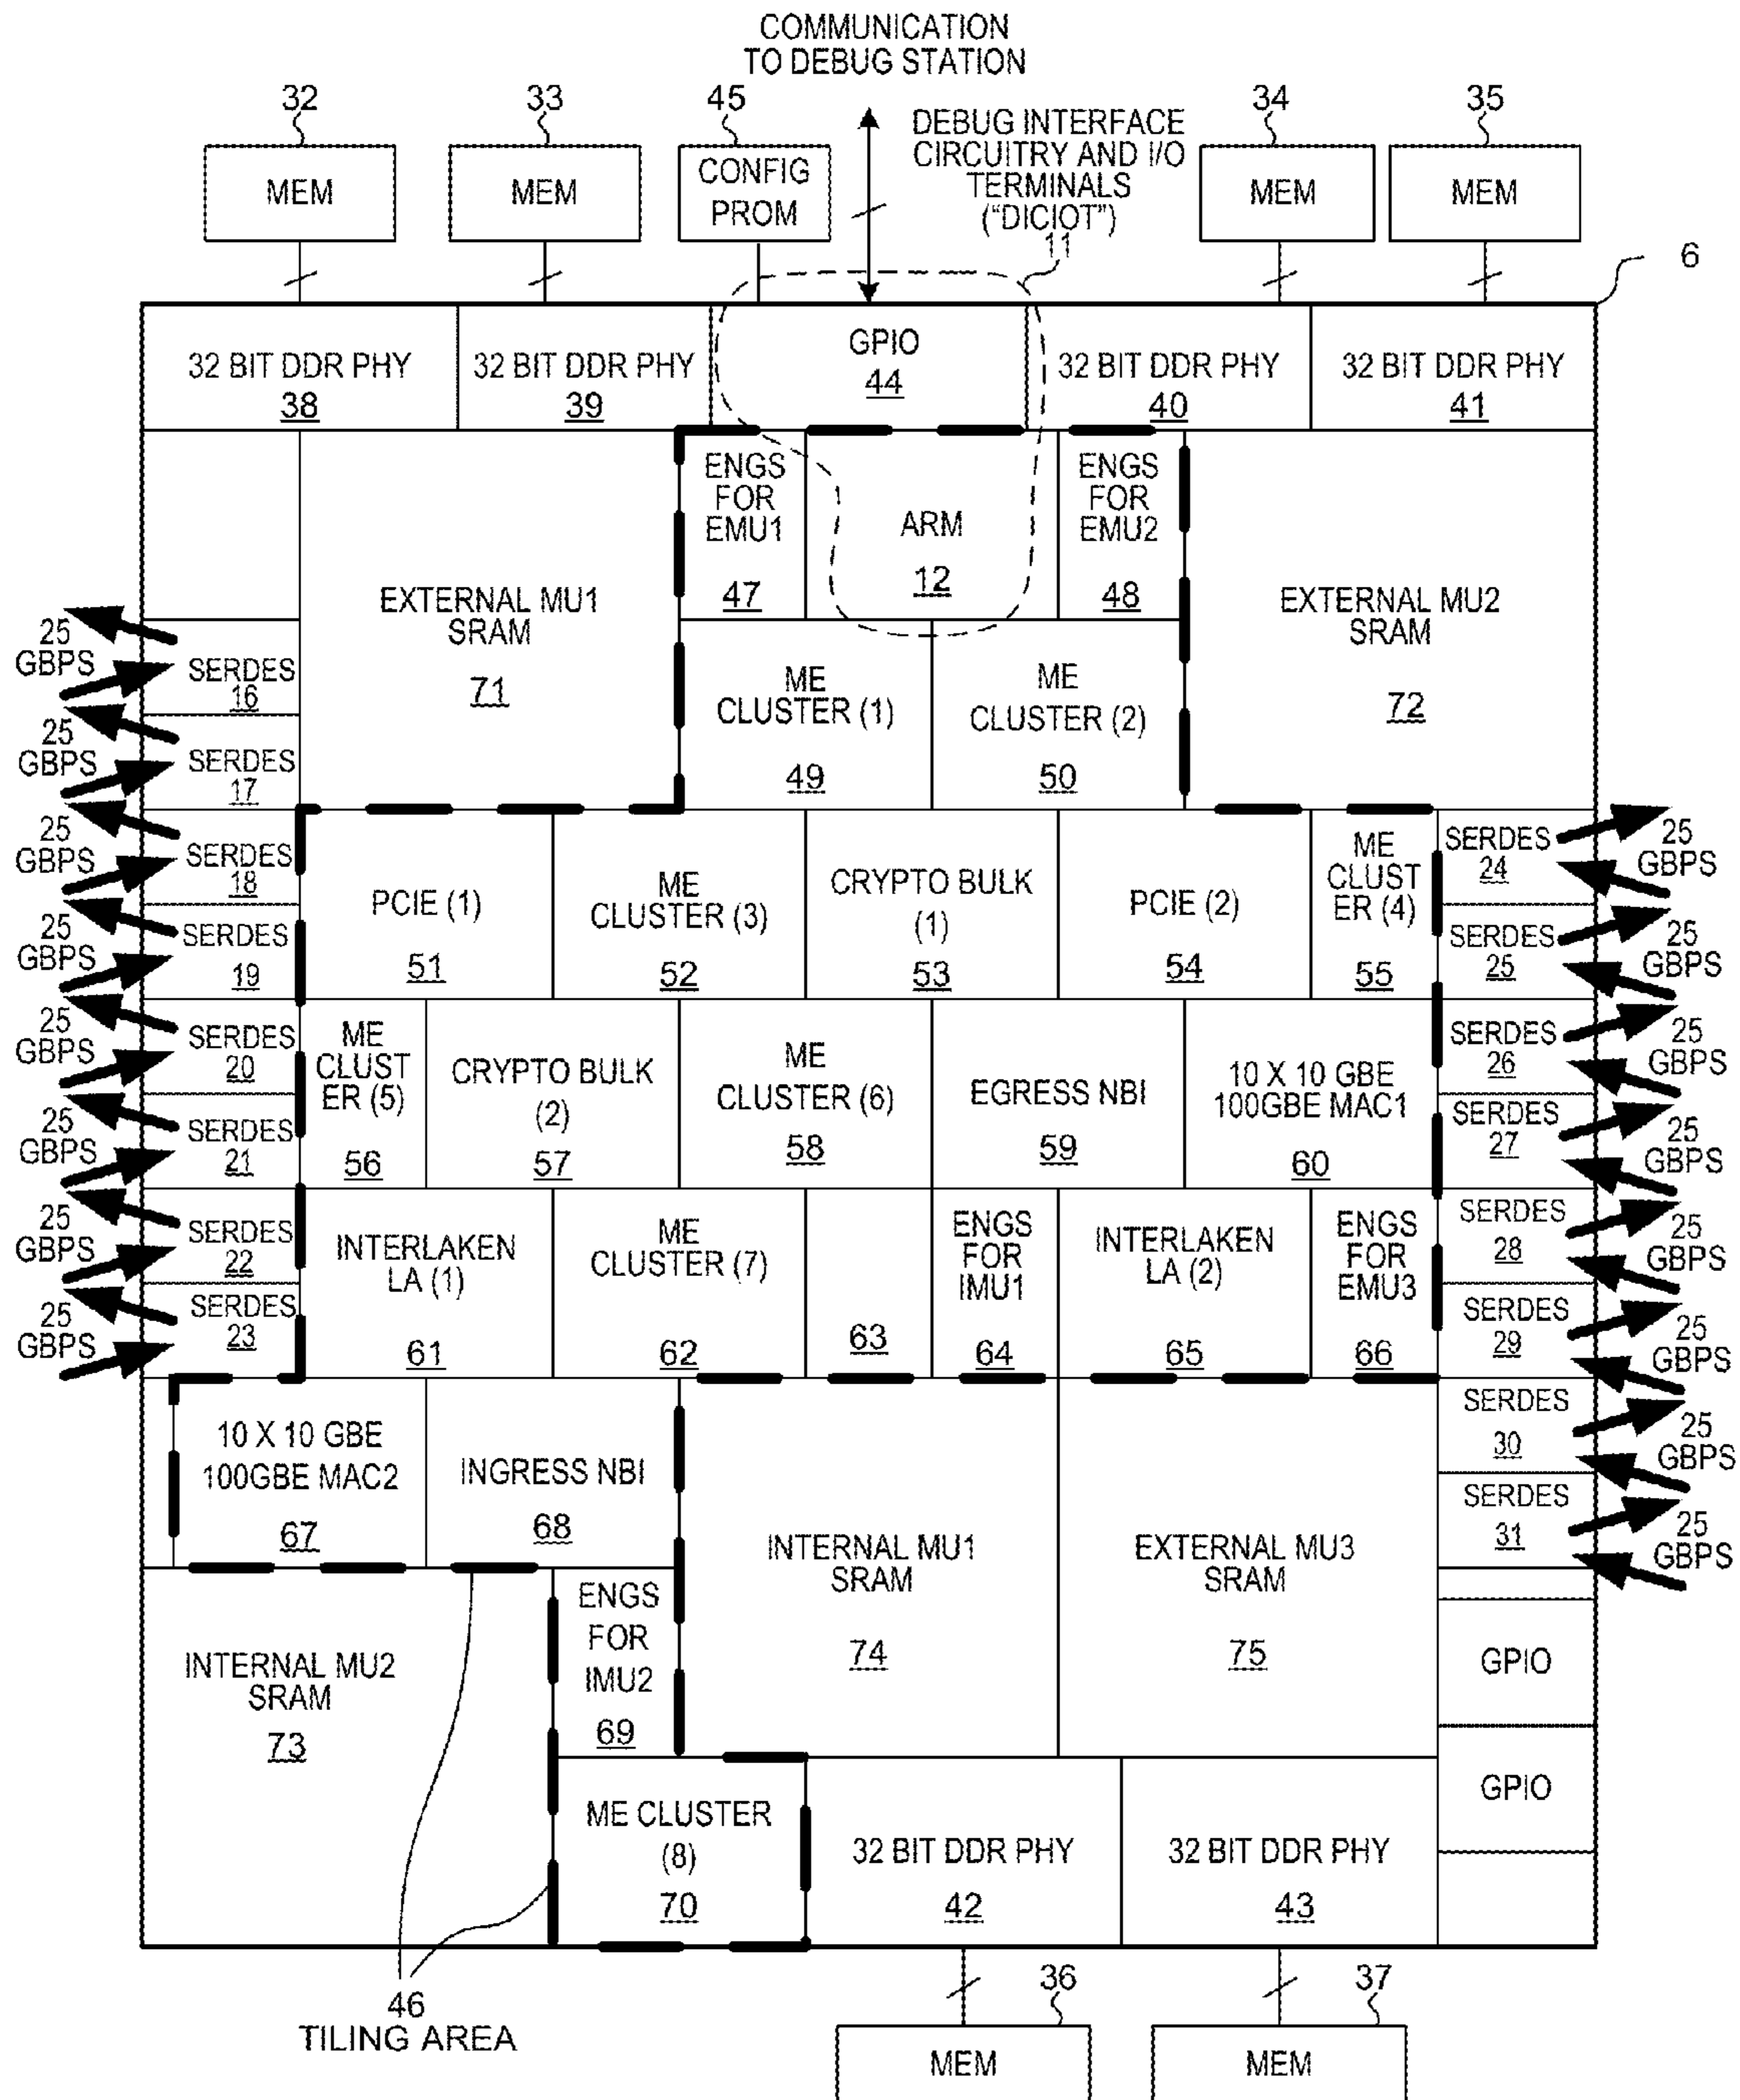 COMMUNICATION
TO DEBUG STATION
32
33
45
DEBUG INTERFACE
CIRCUITRY AND I/O
TERMINALS
("DICIOT")
11
34
35
MEM
MEM
CONFIG
PROM
MEM
MEM
6
32 BIT DDR PHY
38
32 BIT DDR PHY
39
GPIO
44
32 BIT DDR PHY
40
32 BIT DDR PHY
41
EXTERNAL MU1
SRAM
71
ENGS
FOR
EMU1
47
ARM
12
ENGS
FOR
EMU2
48
EXTERNAL MU2
SRAM
72
25
GBPS
SERDES
16
25
GBPS
SERDES
17
ME
CLUSTER (1)
49
ME
CLUSTER (2)
50
25
GBPS
SERDES
18
25
GBPS
SERDES
19
PCIE (1)
51
ME
CLUSTER (3)
52
CRYPTO BULK
(1)
53
PCIE (2)
54
ME
CLUST
ER (4)
55
SERDES
24
25
GBPS
SERDES
25
25
GBPS
25
GBPS
SERDES
20
25
GBPS
SERDES
21
ME
CLUST
ER (5)
56
CRYPTO BULK
(2)
57
ME
CLUSTER (6)
58
EGRESS NBI
59
10 X 10 GBE
100GBE MAC1
60
SERDES
26
25
GBPS
SERDES
27
25
GBPS
25
GBPS
SERDES
22
25
GBPS
SERDES
23
INTERLAKEN
LA (1)
61
ME
CLUSTER (7)
62
63
ENGS
FOR
IMU1
64
INTERLAKEN
LA (2)
65
ENGS
FOR
EMU3
66
SERDES
28
25
GBPS
SERDES
29
25
GBPS
10 X 10 GBE
100GBE MAC2
67
INGRESS NBI
68
INTERNAL MU1
SRAM
74
EXTERNAL MU3
SRAM
75
SERDES
30
25
GBPS
SERDES
31
25
GBPS
INTERNAL MU2
SRAM
73
ENGS
FOR
IMU2
69
GPIO
GPIO
ME CLUSTER
(8)
70
32 BIT DDR PHY
42
32 BIT DDR PHY
43
46
TILING AREA
36
37
MEM
MEM